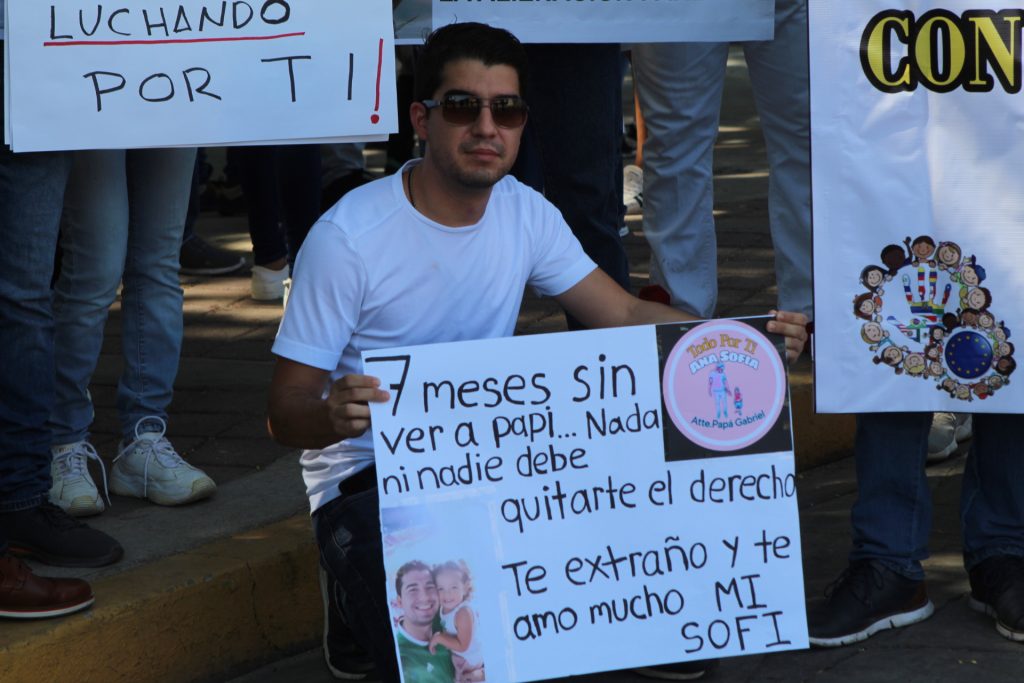 LUCHANDO
POR TI!
CON
7 meses sin
ver a papi... Nada
ni nadie debe
quitarte el derecho
Te extraño y te
amo mucho MI
SOFI
Todo Por Ti
ANA SOFIA
Atte.Papá Gabriel